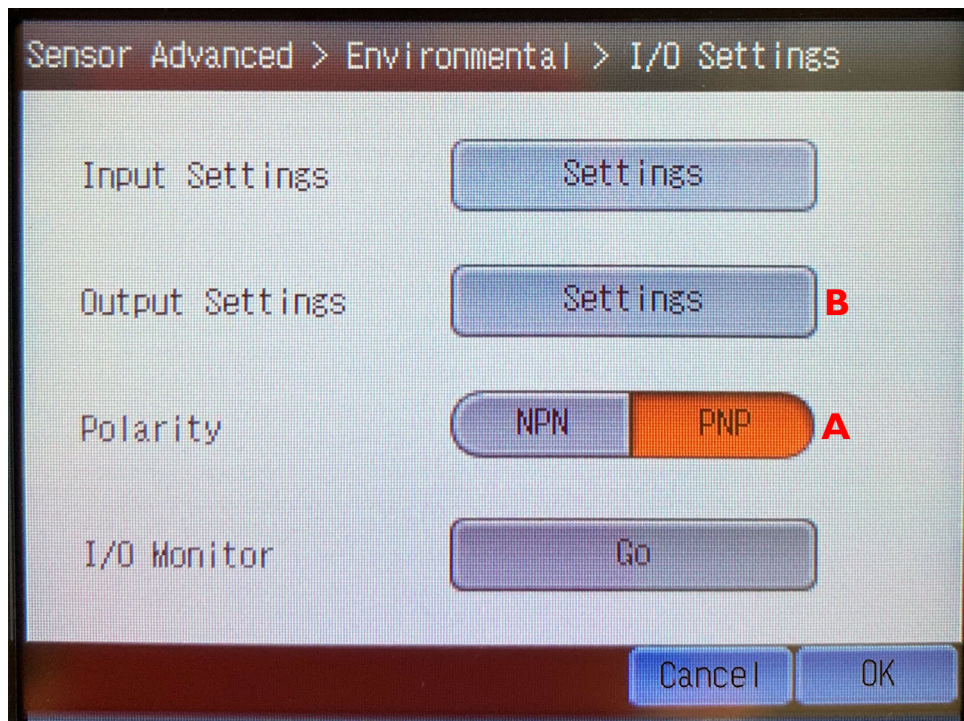 Sensor Advanced > Environmental > I/O Settings
Input Settings Settings
Output Settings Settings B
Polarity NPN PNP A
I/O Monitor Go
Cancel OK